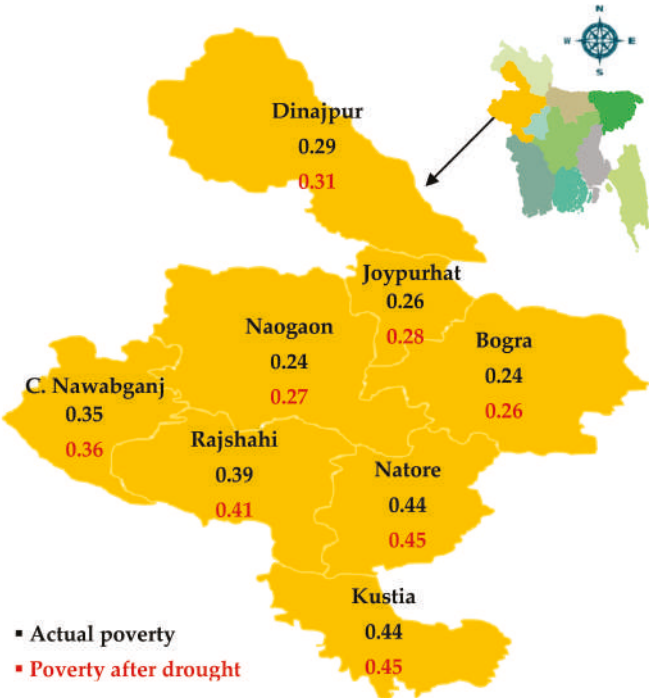 N
W E
S
Dinajpur
0.29
0.31
Joypurhat
0.26
0.28
Naogaon
0.24
0.27
Bogra
0.24
0.26
C. Nawabganj
0.35
0.36
Rajshahi
0.39
0.41
Natore
0.44
0.45
Kustia
0.44
0.45
▪ Actual poverty
▪ Poverty after drought